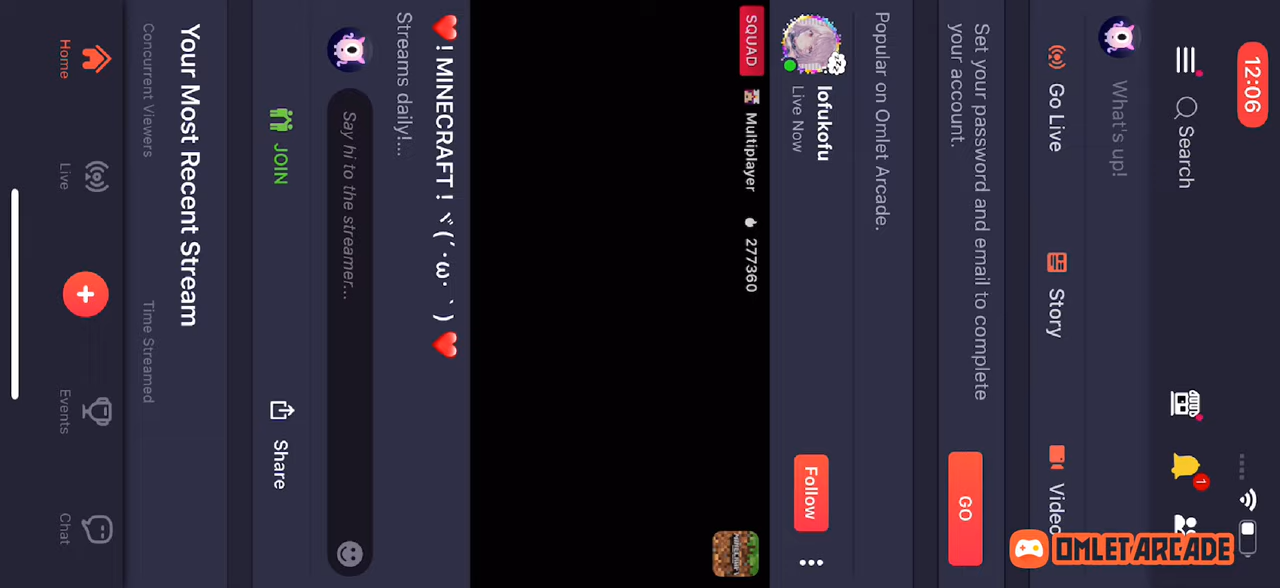 12:06
Search
1
What's up!
Go Live
Story
Video
Set your password and email to complete
your account.
GO
Popular on Omlet Arcade.
lofukofu
Live Now
Follow
SQUAD
Multiplayer
277360
MINECRAFT
❤️ ! MINECRAFT ! ヾ(´･ω･｀) ❤️
Streams daily!...
Say hi to the streamer...
JOIN
Share
Your Most Recent Stream
Concurrent Viewers
Time Streamed
Home
Live
Events
Chat
OMLET ARCADE